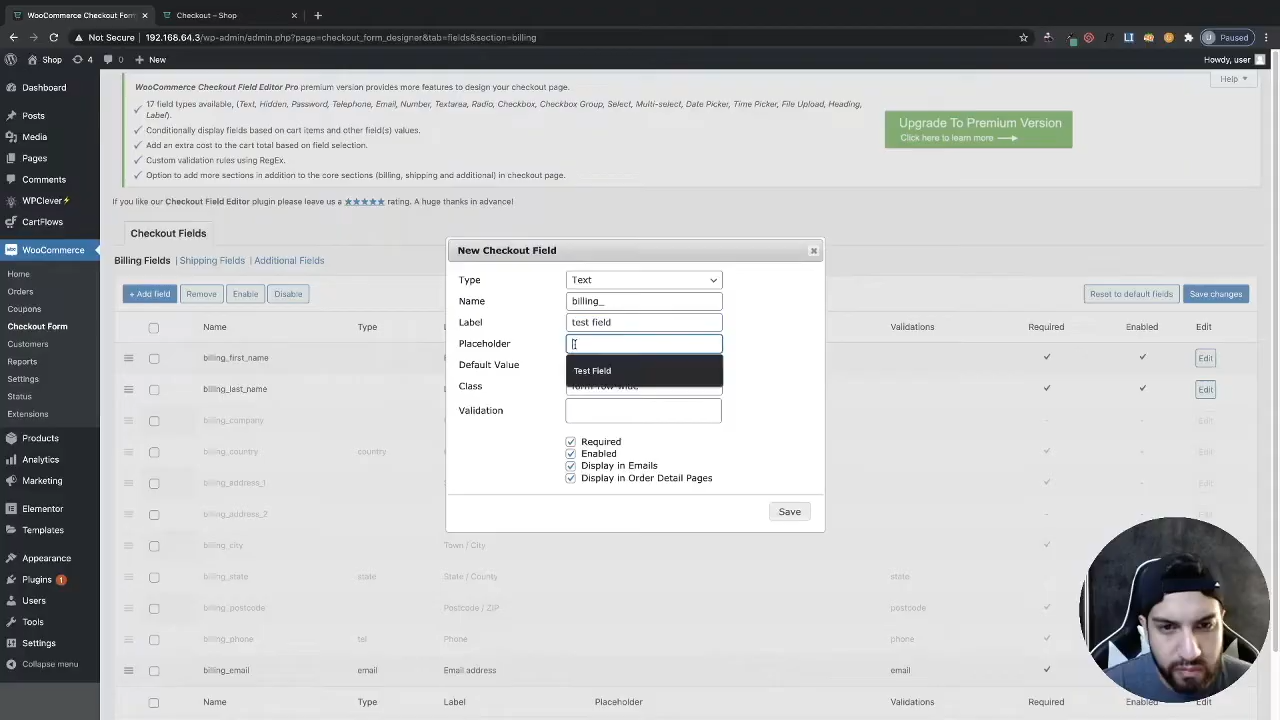 WooCommerce Checkout Form
Checkout – Shop
Not Secure
192.168.64.3/wp-admin/admin.php?page=checkout_form_designer&tab=fields&section=billing
Paused
Shop
4
0
New
Howdy, user
Help
WooCommerce Checkout Field Editor Pro premium version provides more features to design your checkout page.
17 field types available, (Text, Hidden, Password, Telephone, Email, Number, Textarea, Radio, Checkbox, Checkbox Group, Select, Multi-select, Date Picker, Time Picker, File Upload, Heading,
Label).
Conditionally display fields based on cart items and other field(s) values.
Add an extra cost to the cart total based on field selection.
Custom validation rules using RegEx.
Option to add more sections in addition to the core sections (billing, shipping and additional) in checkout page.
Upgrade To Premium Version
Click here to learn more
If you like our Checkout Field Editor plugin please leave us a ★★★★★ rating. A huge thanks in advance!
Dashboard
Posts
Media
Pages
Comments
WPClever
CartFlows
WooCommerce
Home
Orders
Coupons
Checkout Form
Customers
Reports
Settings
Status
Extensions
Products
Analytics
Marketing
Elementor
Templates
Appearance
Plugins 1
Users
Tools
Settings
Collapse menu
Checkout Fields
Billing Fields | Shipping Fields | Additional Fields
+ Add field
Remove
Enable
Disable
Reset to default fields
Save changes
Name Type Validations Required Enabled Edit
billing_first_name Edit
billing_last_name Edit
billing_company - - Edit
billing_country country - Edit
billing_address_1 - Edit
billing_address_2 - - Edit
billing_city Town / City
billing_state state State / County state
billing_postcode Postcode / ZIP postcode
billing_phone tel Phone phone
billing_email email Email address email
Name Type Label Placeholder Validations Required Enabled Edit
New Checkout Field
Type Text
Name billing_
Label test field
Placeholder
Test Field
Default Value
Class form-row-wide
Validation
Required
Enabled
Display in Emails
Display in Order Detail Pages
Save